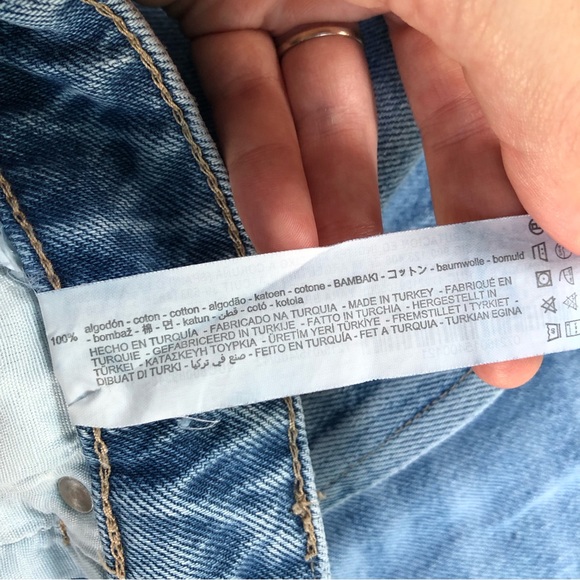 100% algodón - coton - cotton - algodão - katoen - cotone - BAMBAKI - コットン - baumwolle - bomuld
- bombaž - 棉 - 면 - katun - قطن - cotó - kotoia
HECHO EN TURQUÍA - FABRICADO NA TURQUIA - MADE IN TURKEY - FABRIQUÉ EN
TURQUIE - GEFABRICEERD IN TURKIJE - FATTO IN TURCHIA - HERGESTELLT IN
TÜRKEI - ΚΑΤΑΣΚΕΥΗ ΤΟΥΡΚΙΑ - ÜRETİM YERİ TÜRKİYE - FREMSTILLET I TYRKIET -
DIBUAT DI TURKI - صنع في تركيا - FEITO EN TURQUÍA - FET A TURQUIA - TURKIAN EGINA